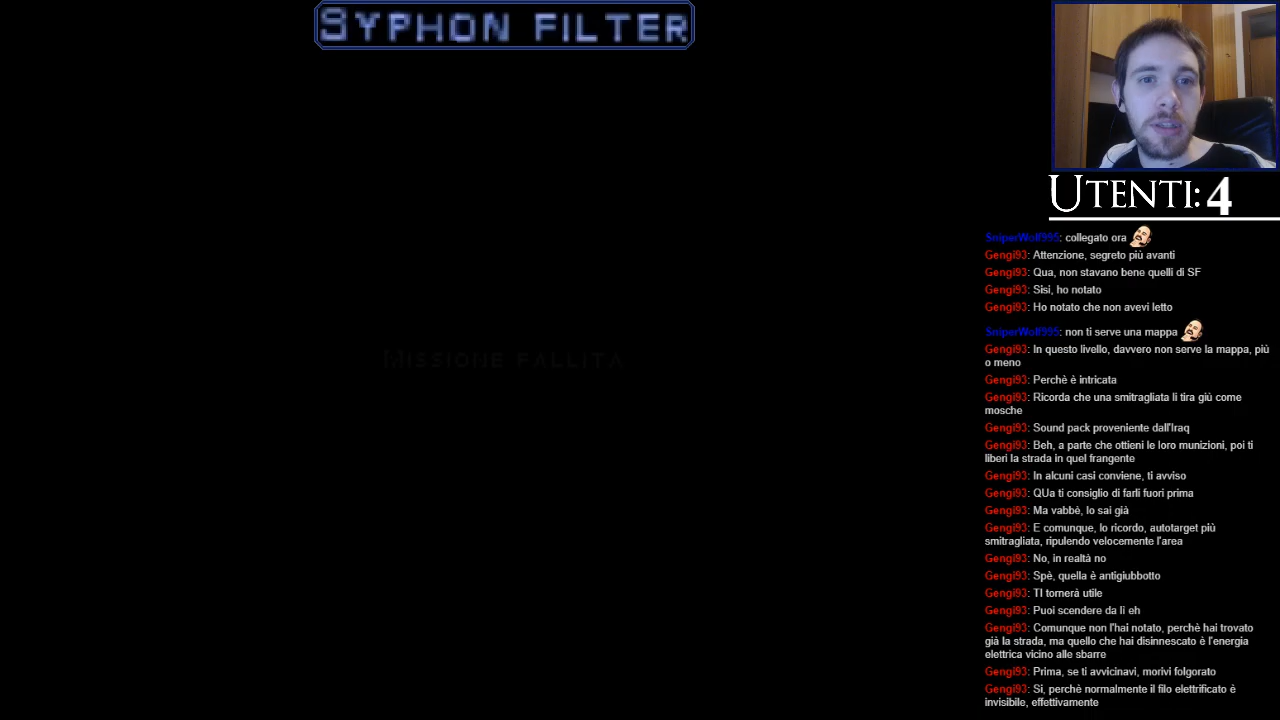 SYPHON FILTER
UTENTI: 4
SniperWolf995: collegato ora
Gengi93: Attenzione, segreto più avanti
Gengi93: Qua, non stavano bene quelli di SF
Gengi93: Sisi, ho notato
Gengi93: Ho notato che non avevi letto
SniperWolf995: non ti serve una mappa
Gengi93: In questo livello, davvero non serve la mappa, più
o meno
MISSIONE FALLITA
Gengi93: Perchè è intricata
Gengi93: Ricorda che una smitragliata li tira giù come
mosche
Gengi93: Sound pack proveniente dall'Iraq
Gengi93: Beh, a parte che ottieni le loro munizioni, poi ti
liberi la strada in quel frangente
Gengi93: In alcuni casi conviene, ti avviso
Gengi93: QUa ti consiglio di farli fuori prima
Gengi93: Ma vabbè, lo sai già
Gengi93: E comunque, lo ricordo, autotarget più
smitragliata, ripulendo velocemente l'area
Gengi93: No, in realtà no
Gengi93: Spè, quella è antigiubbotto
Gengi93: TI tornerà utile
Gengi93: Puoi scendere da lì eh
Gengi93: Comunque non l'hai notato, perchè hai trovato
già la strada, ma quello che hai disinnescato è l'energia
elettrica vicino alle sbarre
Gengi93: Prima, se ti avvicinavi, morivi folgorato
Gengi93: Si, perchè normalmente il filo elettrificato è
invisibile, effettivamente